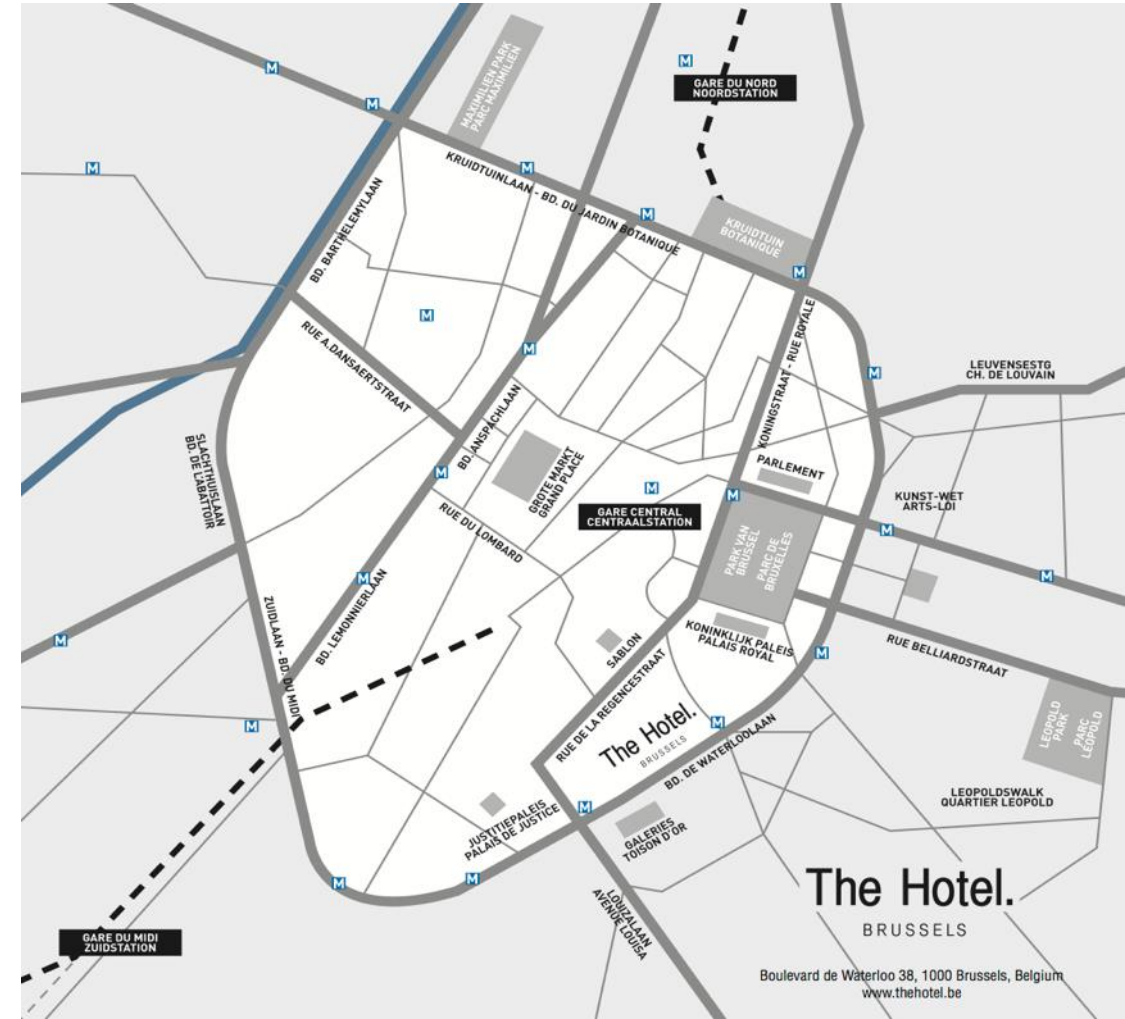 MAXIMILIEN PARK
PARC MAXIMILIEN
M
GARE DU NORD
NOORDSTATION
M
M
M
M
KRUIDTUINLAAN - BD. DU JARDIN BOTANIQUE
M
KRUIDTUIN
BOTANIQUE
M
BD. BARTHELEMYLAAN
M
M
RUE A.DANSAERTSTRAAT
KONINGSTRAAT - RUE ROYALE
M
LEUVENSESTG
CH. DE LOUVAIN
BD. ANSPACHLAAN
SLACHTHUISLAAN
BD. DE L'ABATTOIR
M
GROTE MARKT
GRAND PLACE
M
PARLEMENT
M
KUNST-WET
ARTS-LOI
GARE CENTRAL
CENTRAALSTATION
RUE DU LOMBARD
M
PARK VAN
BRUSSEL
PARC DE
BRUXELLES
M
M
BD. LEMONNIERLAAN
M
ZUIDLAAN - BD. DU MIDI
SABLON
KONINKLIJK PALEIS
PALAIS ROYAL
RUE BELLIARDSTRAAT
M
RUE DE LA REGENCESTRAAT
The Hotel.
BRUSSELS
M
M
BD. DE WATERLOOLAAN
LEOPOLD
PARK
PARC
LEOPOLD
LEOPOLDSWALK
QUARTIER LEOPOLD
JUSTITIEPALEIS
PALAIS DE JUSTICE
M
GALERIES
TOISON D'OR
M
M
LOUIZALAAN
AVENUE LOUISA
GARE DU MIDI
ZUIDSTATION
The Hotel.
BRUSSELS
Boulevard de Waterloo 38, 1000 Brussels, Belgium
www.thehotel.be